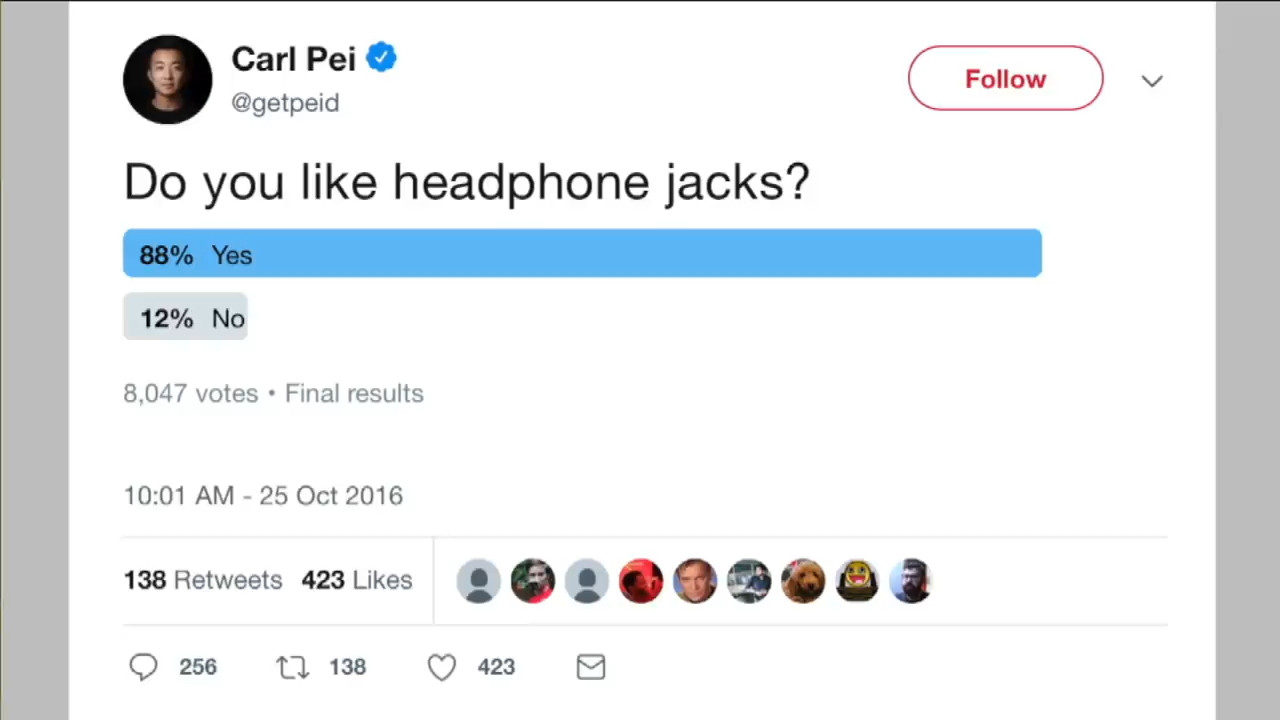 Carl Pei
@getpeid
Follow
Do you like headphone jacks?
88% Yes
12% No
8,047 votes • Final results
10:01 AM - 25 Oct 2016
138 Retweets 423 Likes
256 138 423